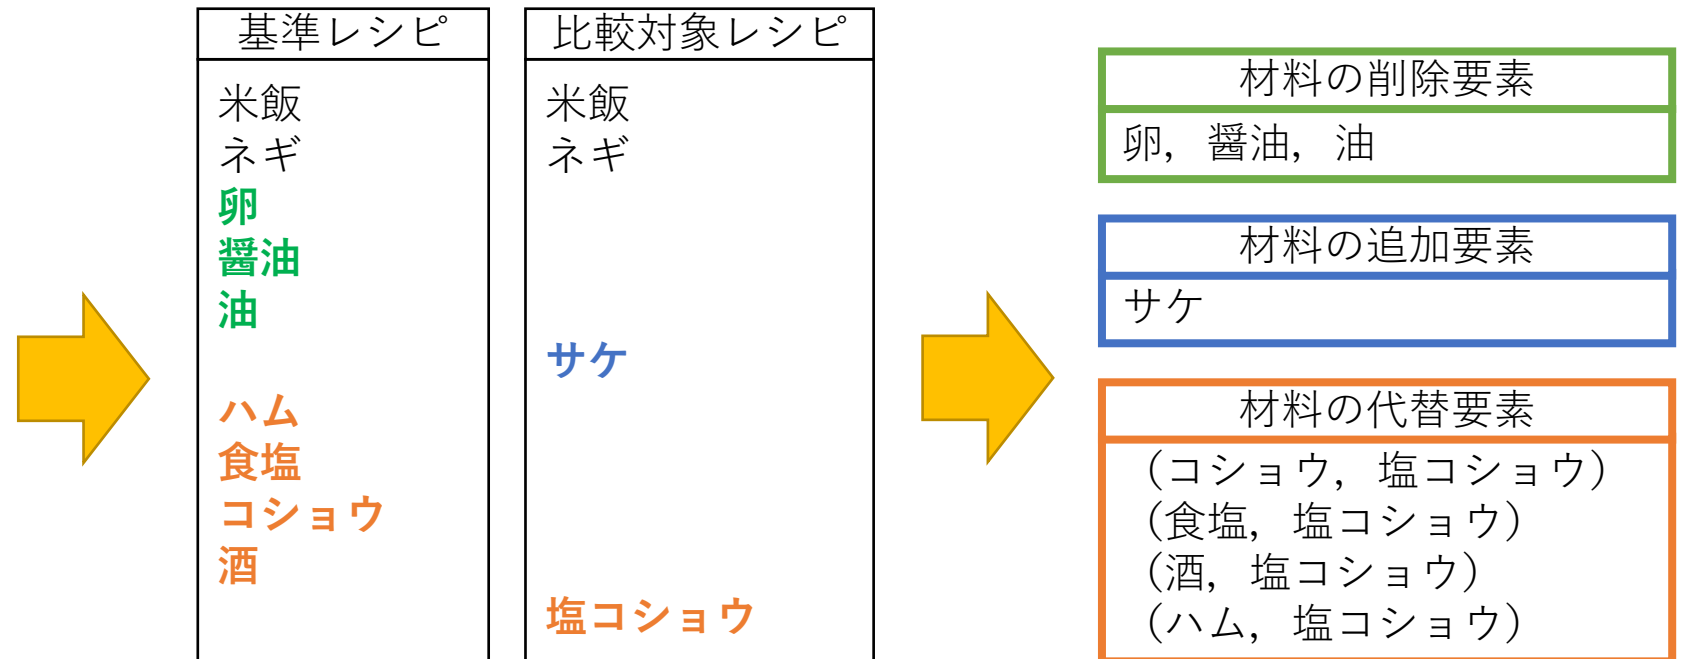 基準レシピ
米飯
ネギ
卵
醤油
油
ハム
食塩
コショウ
酒
比較対象レシピ
米飯
ネギ
サケ
塩コショウ
材料の削除要素
卵，醤油，油
材料の追加要素
サケ
材料の代替要素
（コショウ，塩コショウ）
（食塩，塩コショウ）
（酒，塩コショウ）
（ハム，塩コショウ）